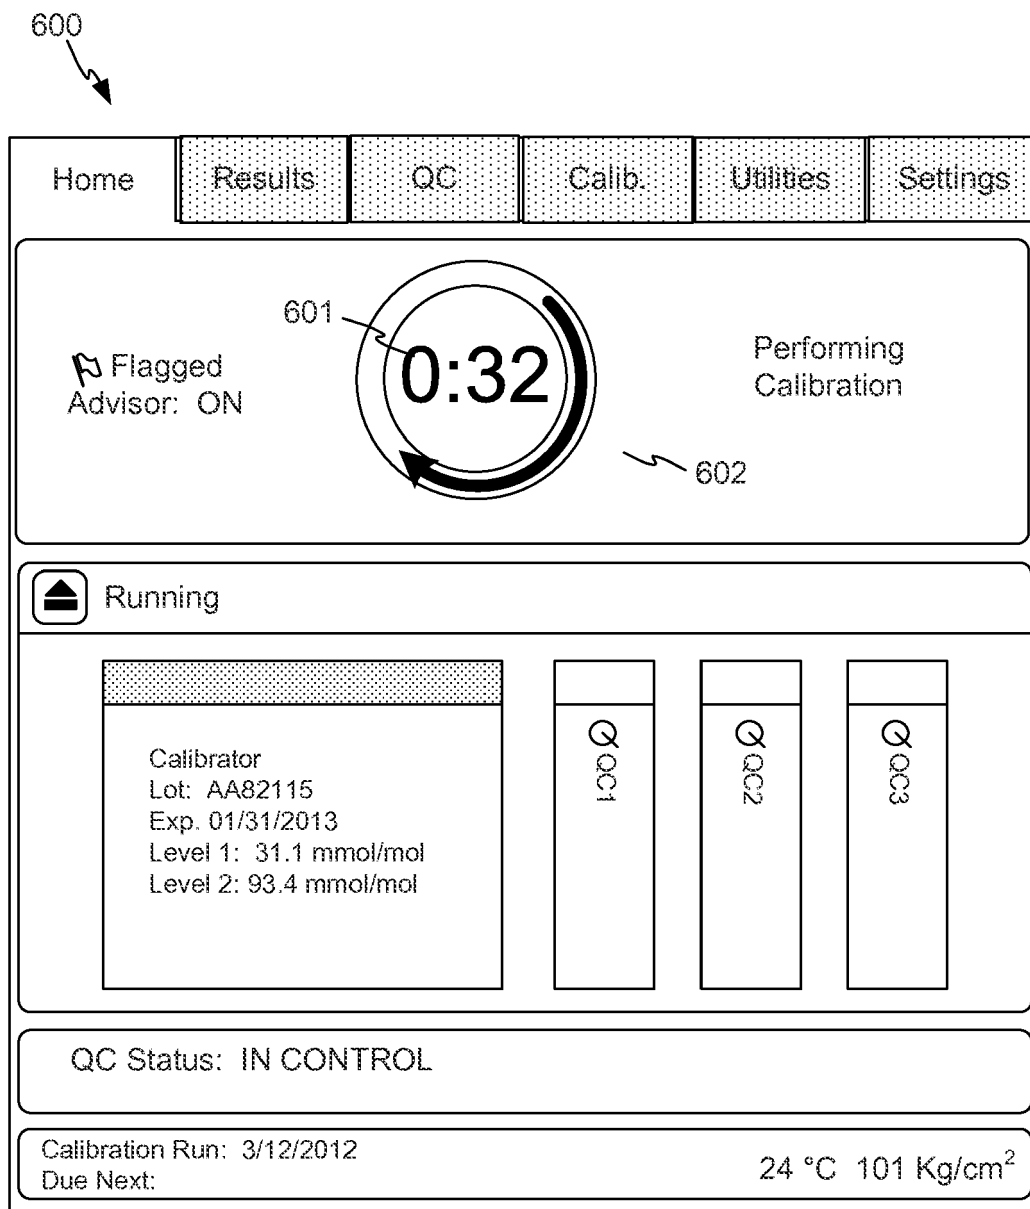 600
Home Results QC Calib. Utilities Settings
601
0:32
Flagged
Advisor: ON
Performing
Calibration
602
Running
Calibrator
Lot: AA82115
Exp. 01/31/2013
Level 1: 31.1 mmol/mol
Level 2: 93.4 mmol/mol
QC1
QC2
QC3
QC Status: IN CONTROL
Calibration Run: 3/12/2012
Due Next:
24 °C 101 Kg/cm²